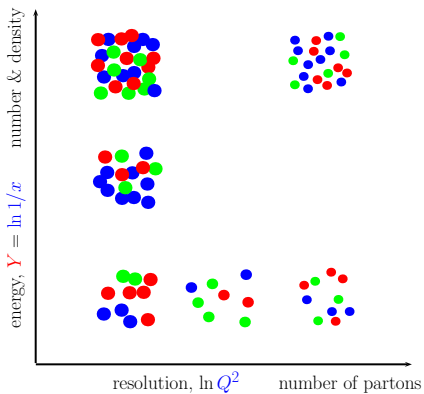 number & density
energy, Y = ln 1/x
resolution, ln Q²
number of partons